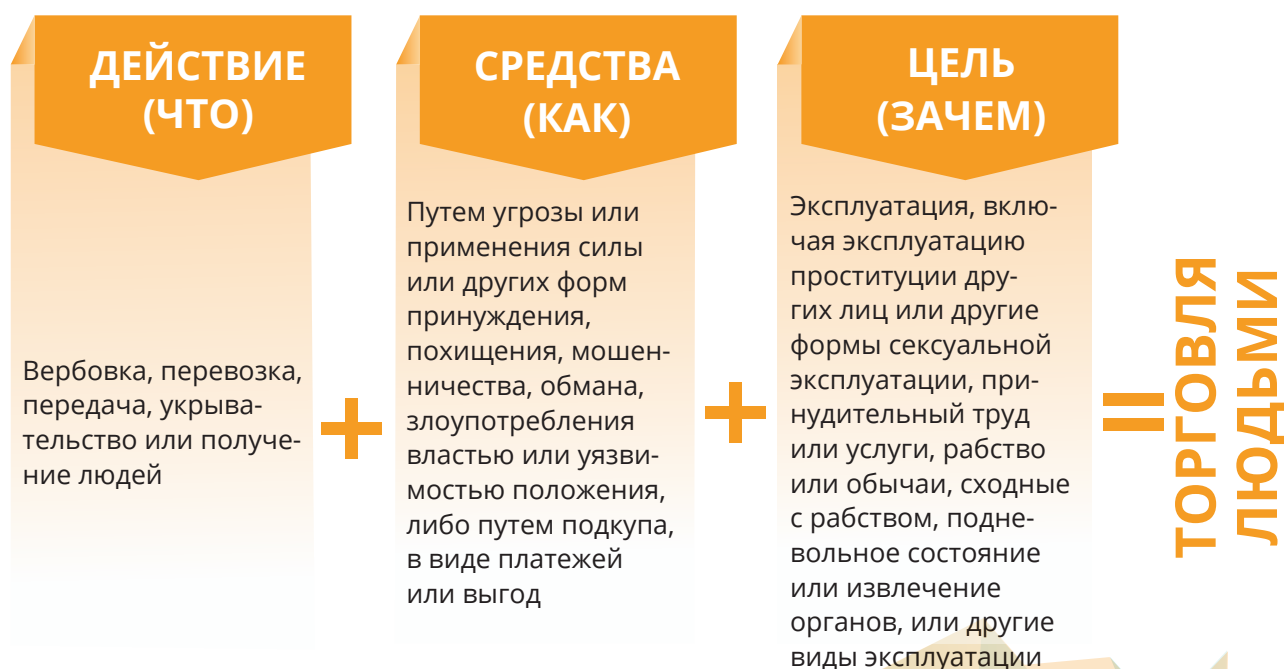 ДЕЙСТВИЕ
(ЧТО)
Вербовка, перевозка,
передача, укрыва-
тельство или получе-
ние людей
+
СРЕДСТВА
(КАК)
Путем угрозы или
применения силы
или других форм
принуждения,
похищения, мошен-
ничества, обмана,
злоупотребления
властью или уязви-
мостью положения,
либо путем подкупа,
в виде платежей
или выгод
+
ЦЕЛЬ
(ЗАЧЕМ)
Эксплуатация, вклю-
чая эксплуатацию
проституции дру-
гих лиц или другие
формы сексуальной
эксплуатации, при-
нудительный труд
или услуги, рабство
или обычаи, сходные
с рабством, подне-
вольное состояние
или извлечение
органов, или другие
виды эксплуатации
=
ТОРГОВЛЯ
ЛЮДЬМИ